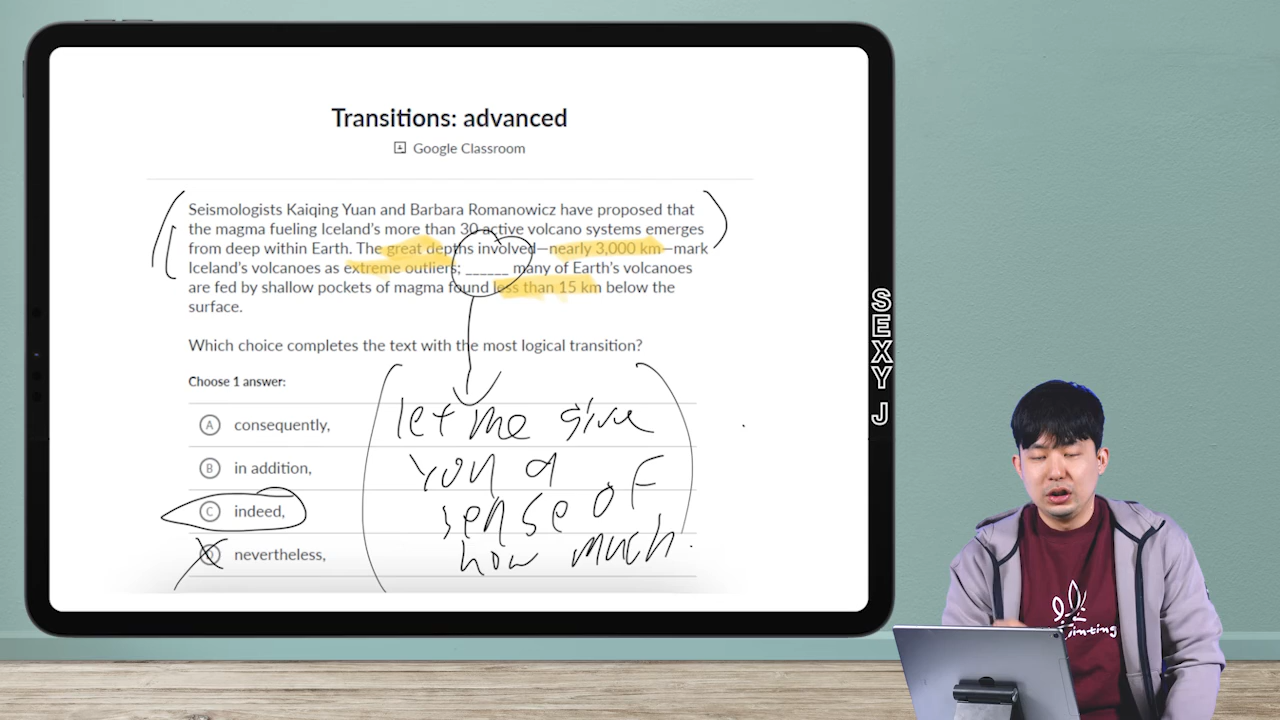 Transitions: advanced
Google Classroom
Seismologists Kaiqing Yuan and Barbara Romanowicz have proposed that
the magma fueling Iceland's more than 30 active volcano systems emerges
from deep within Earth. The great depths involved—nearly 3,000 km—mark
Iceland's volcanoes as extreme outliers; ______ many of Earth's volcanoes
are fed by shallow pockets of magma found less than 15 km below the
surface.
Which choice completes the text with the most logical transition?
Choose 1 answer:
A consequently,
B in addition,
C indeed,
D nevertheless,
let me give
you a
sense of
how much.
SEXY J